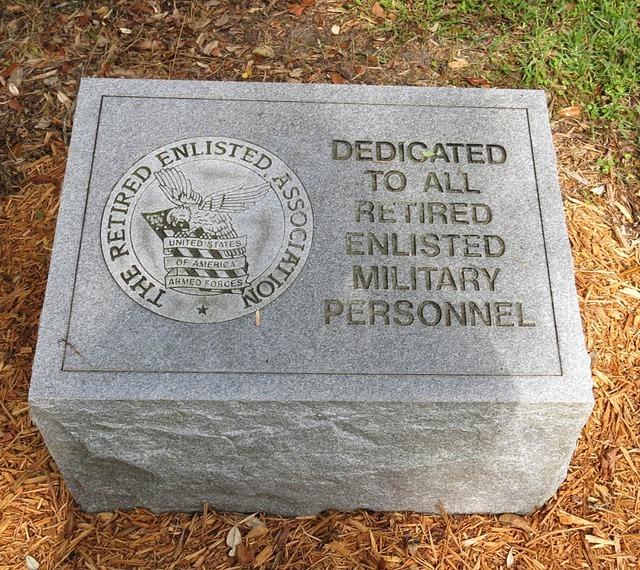 THE RETIRED ENLISTED ASSOCIATION
UNITED STATES
OF AMERICA
ARMED FORCES
DEDICATED
TO ALL
RETIRED
ENLISTED
MILITARY
PERSONNEL